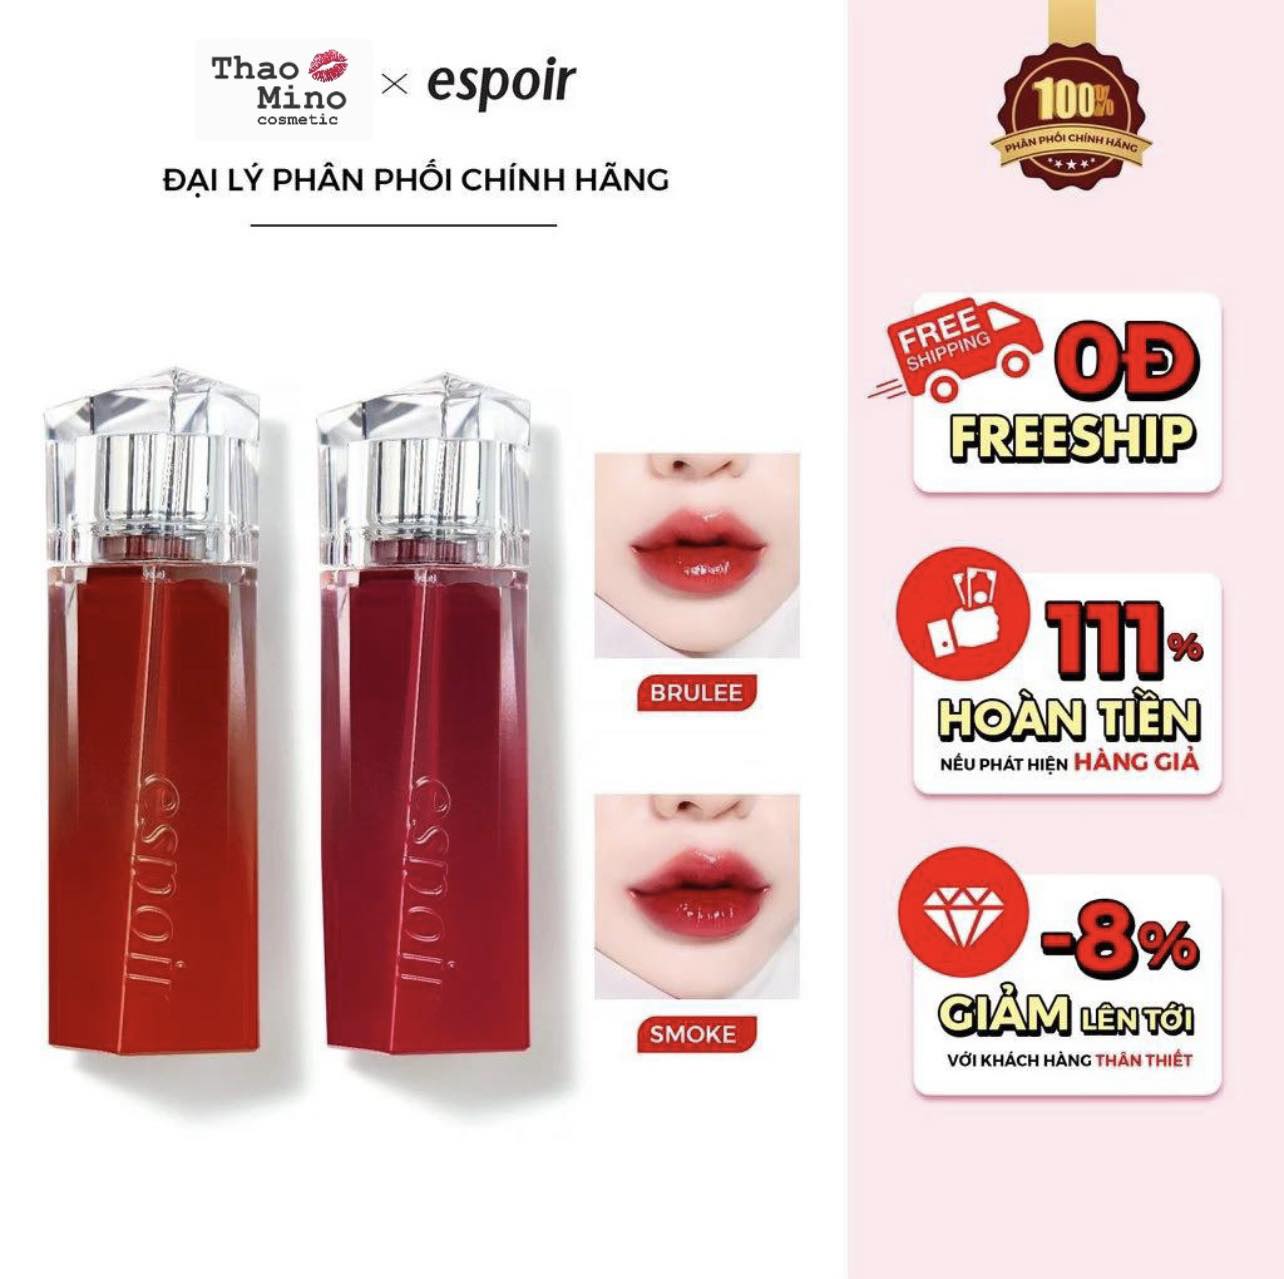 Thao
Mino
cosmetic
× espoir
ĐẠI LÝ PHÂN PHỐI CHÍNH HÃNG
100%
PHÂN PHỐI CHÍNH HÃNG
FREE
SHIPPING
0Đ
FREESHIP
espoir
espoir
BRULEE
SMOKE
111%
HOÀN TIỀN
NẾU PHÁT HIỆN HÀNG GIẢ
-8%
GIẢM LÊN TỚI
VỚI KHÁCH HÀNG THÂN THIẾT